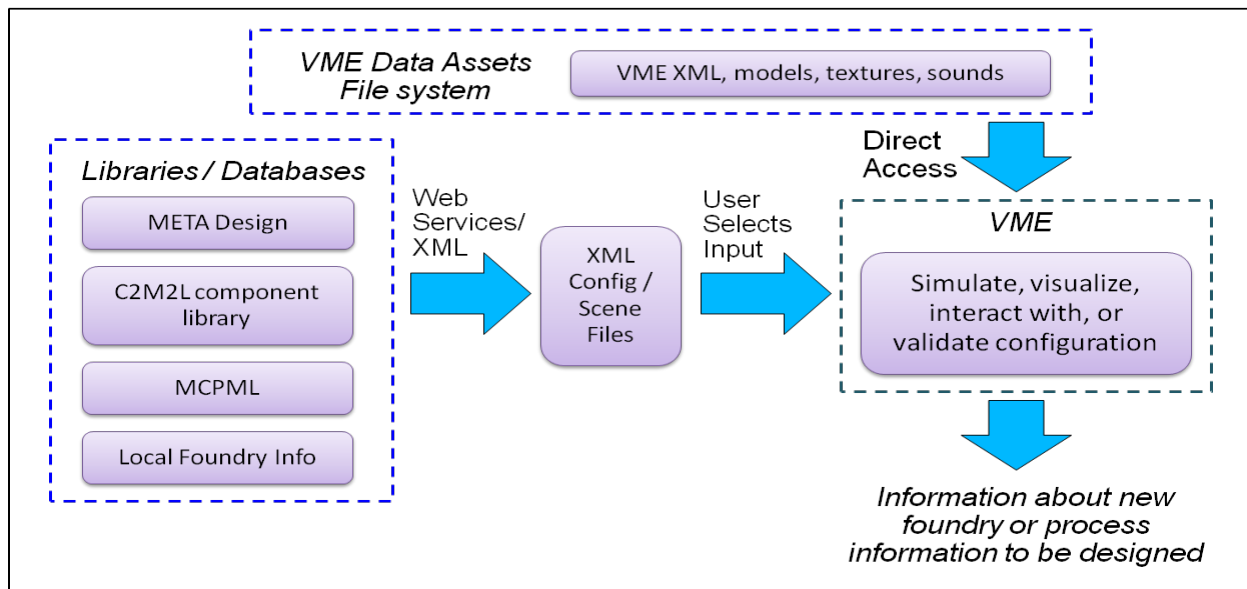 VME Data Assets
File system
VME XML, models, textures, sounds
Direct
Access
Libraries / Databases
META Design
C2M2L component
library
MCPML
Local Foundry Info
Web
Services/
XML
XML
Config /
Scene
Files
User
Selects
Input
VME
Simulate, visualize,
interact with, or
validate configuration
Information about new
foundry or process
information to be designed